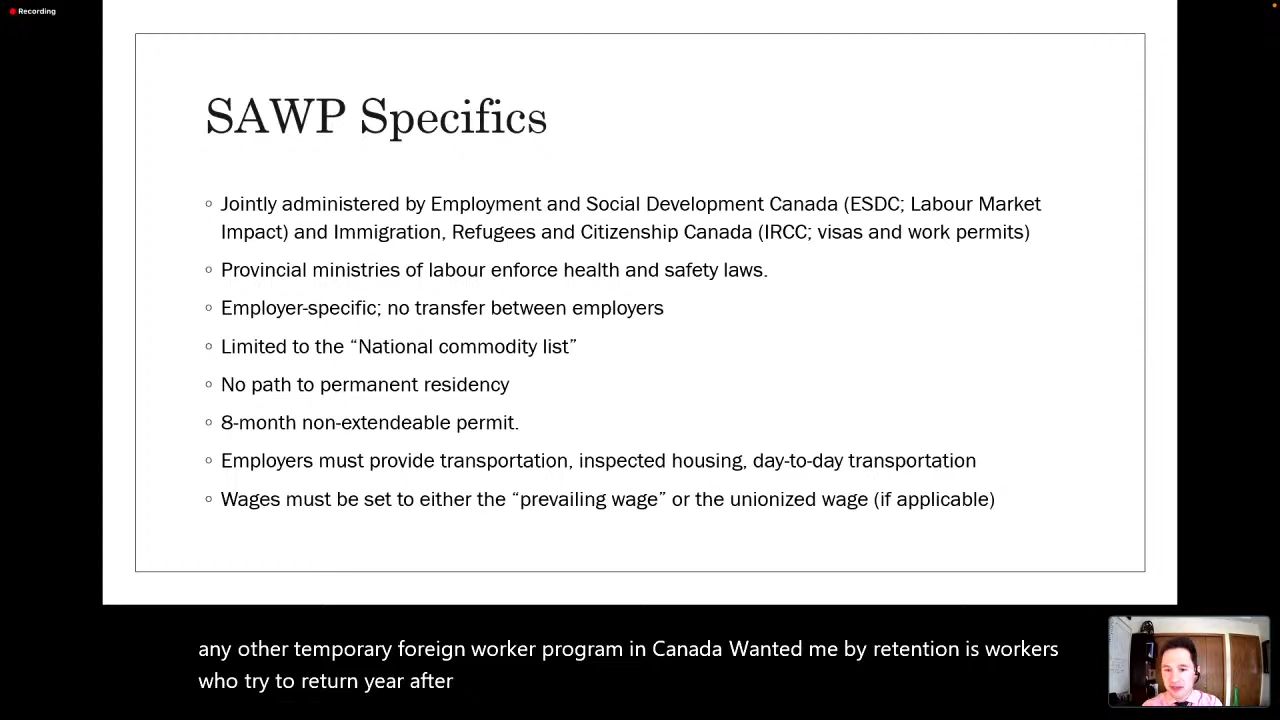 Recording
SAWP Specifics
◦ Jointly administered by Employment and Social Development Canada (ESDC; Labour Market
Impact) and Immigration, Refugees and Citizenship Canada (IRCC; visas and work permits)
◦ Provincial ministries of labour enforce health and safety laws.
◦ Employer-specific; no transfer between employers
◦ Limited to the “National commodity list”
◦ No path to permanent residency
◦ 8-month non-extendeable permit.
◦ Employers must provide transportation, inspected housing, day-to-day transportation
◦ Wages must be set to either the “prevailing wage” or the unionized wage (if applicable)
any other temporary foreign worker program in Canada Wanted me by retention is workers
who try to return year after